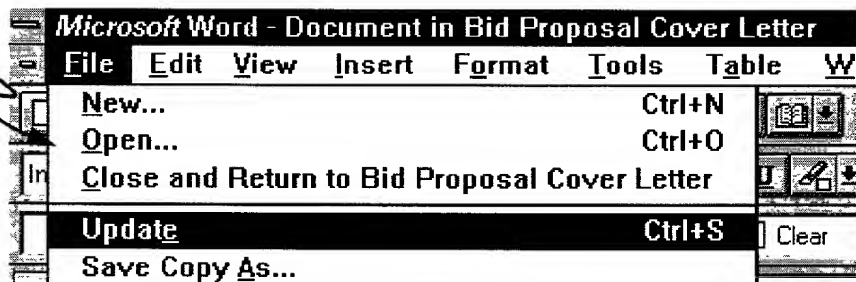 Microsoft Word - Document in Bid Proposal Cover Letter
File Edit View Insert Format Tools Table W
New... Ctrl+N
Open... Ctrl+O
In
Close and Return to Bid Proposal Cover Letter
U
Update Ctrl+S
Clear
Save Copy As...